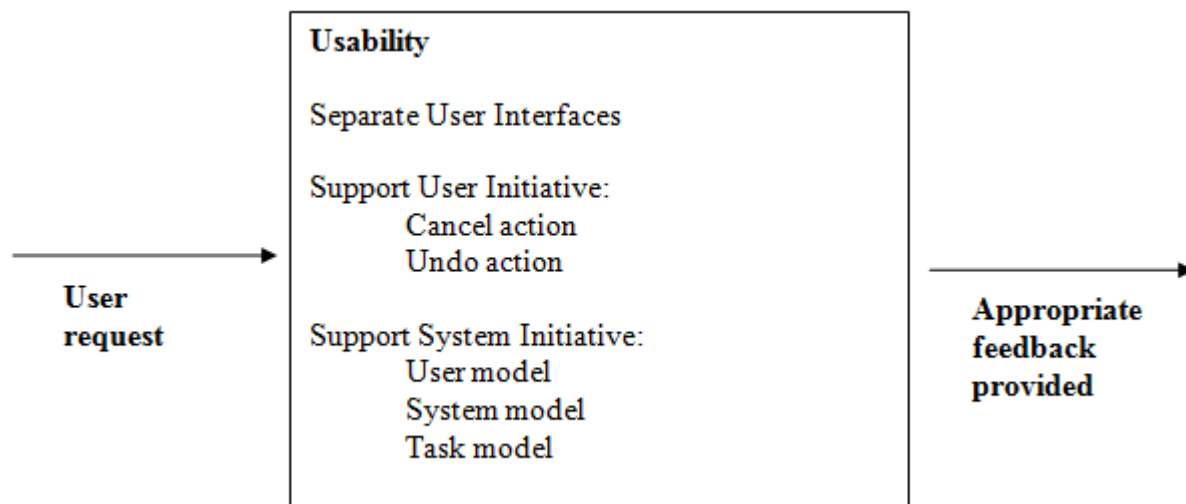 Usability
Separate User Interfaces
Support User Initiative:
Cancel action
Undo action
User
request
Support System Initiative:
User model
System model
Task model
Appropriate
feedback
provided